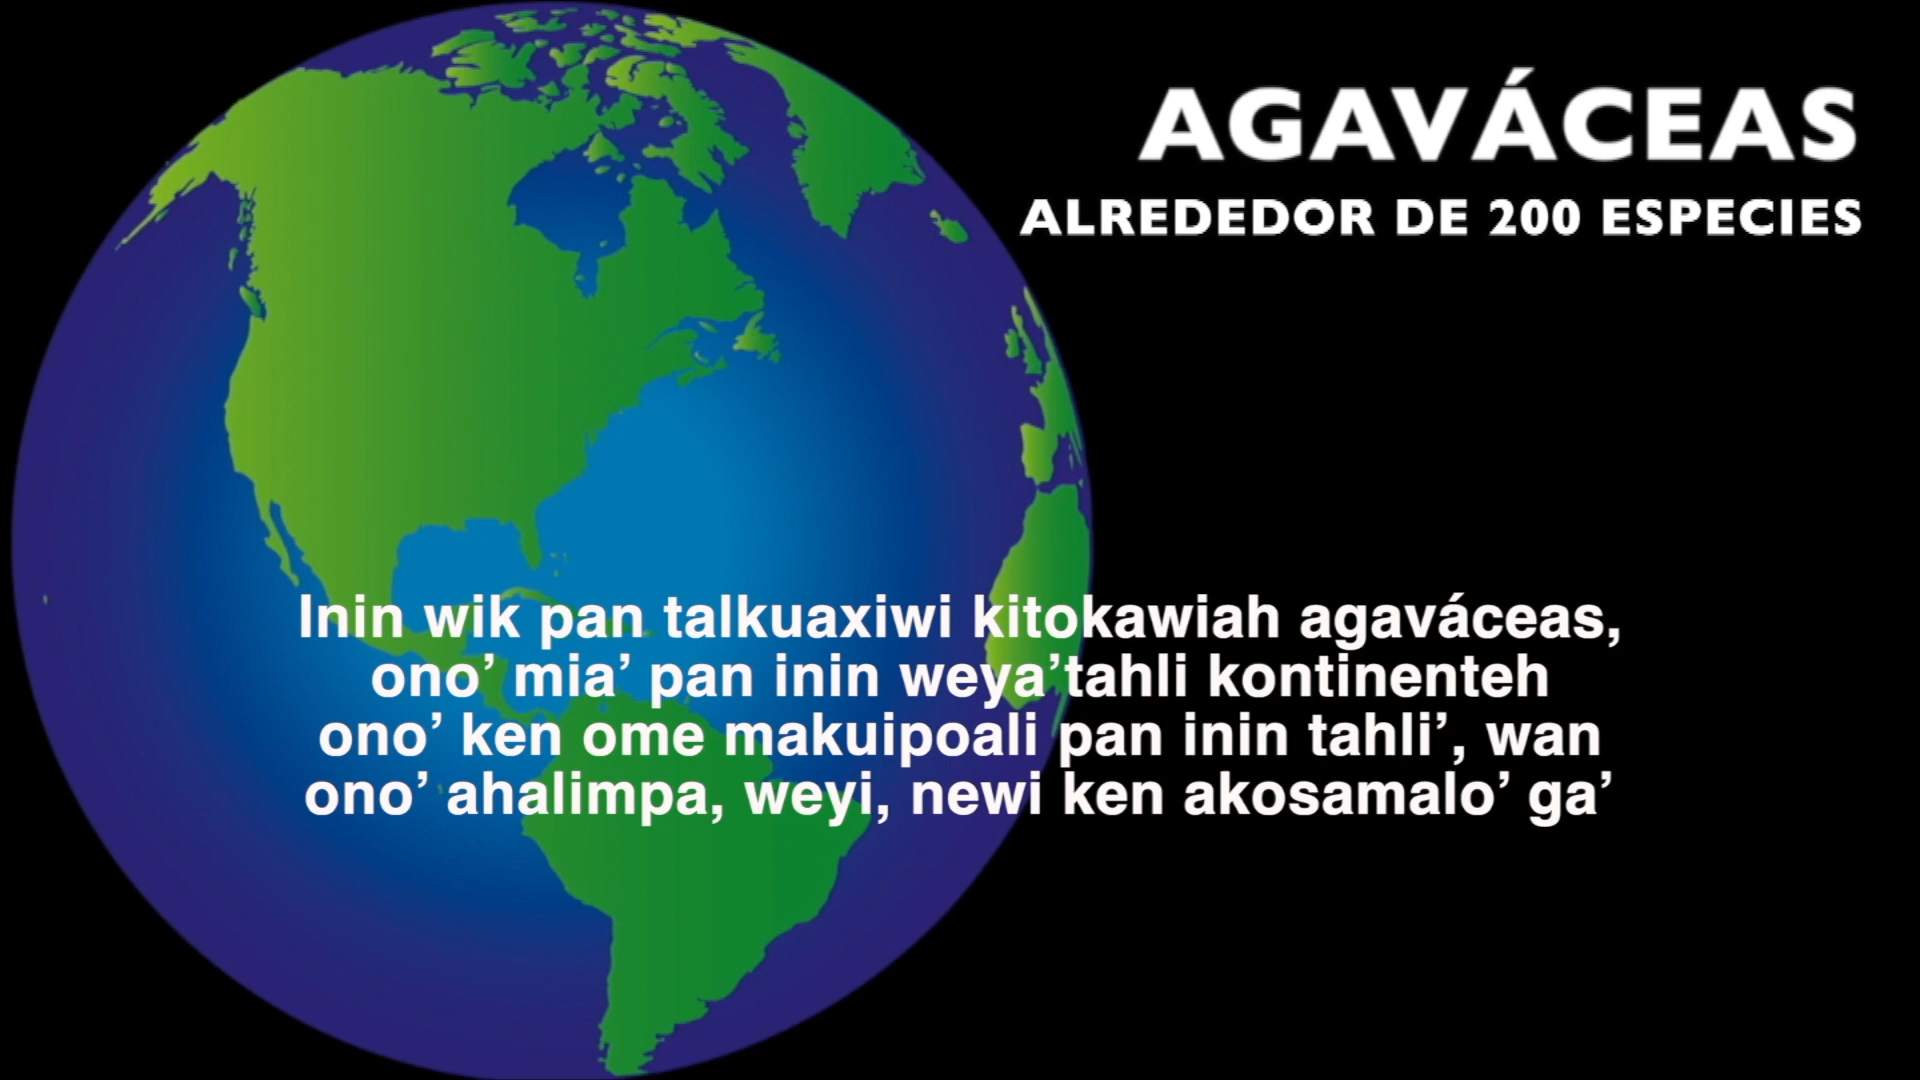 AGAVÁCEAS
ALREDEDOR DE 200 ESPECIES
Inin wik pan talkuaxiwi kitokawiah agaváceas,
ono’ mia’ pan inin weya’tahli kontinenteh
ono’ ken ome makuipoali pan inin tahli’, wan
ono’ ahalimpa, weyi, newi ken akosamalo’ ga’